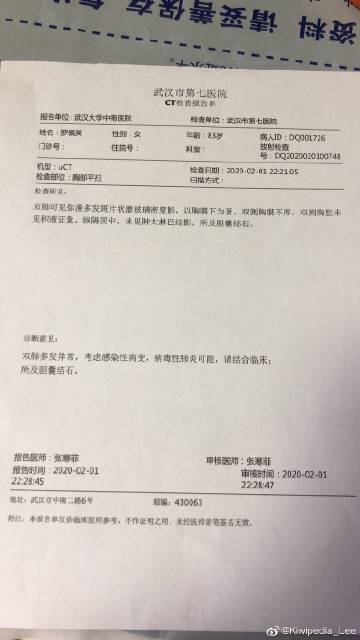 资料 请妥善保存
武汉市第七医院
CT检查报告单
报告单位: 武汉大学中南医院 检查单位: 武汉市第七医院
姓名: 罗佩英 性别: 女 年龄: 83岁 病人ID: DQ001716
门诊号: 住院号: 科室: 放射检查
号: DQ2020020100748
机型: uCT 检查日期: 2020-02-01 22:21:05
检查部位: 胸部平扫 扫描方式:
检查所见:
双肺可见弥漫多发斑片状磨玻璃密度影, 以胸膜下为著, 双侧胸膜不厚, 双侧胸腔未
见积液征象, 纵隔居中, 未见肿大淋巴结影, 所及胆囊结石。
诊断意见:
双肺多发异常, 考虑感染性病变, 病毒性肺炎可能, 请结合临床;
所及胆囊结石。
报告医师: 张寒菲 审核医师: 张寒菲
报告时间: 2020-02-01 审核时间: 2020-02-01
22:28:45 22:28:47
地址: 武汉市中南二路6号 邮编: 430063
附注: 本报告单仅供临床医师参考, 不作证明之用, 未经医师亲笔签名无效。
@Kiwipedia_Lee